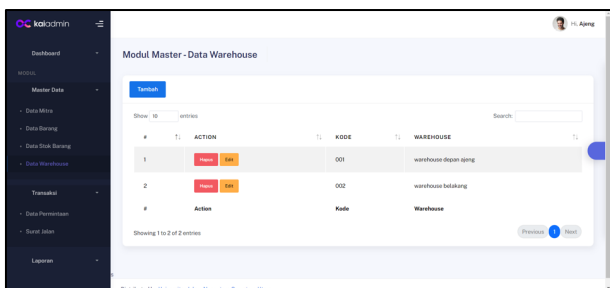 kaiadmin
Hi, Ajeng
Dashboard
Modul Master - Data Warehouse
MODUL
Master Data
Tambah
Data Mitra
Show 10 entries
Search:
Data Barang
Data Stok Barang
# ACTION KODE WAREHOUSE
Data Warehouse
1 Hapus Edit 001 warehouse depan ajeng
Transaksi
2 Hapus Edit 002 warehouse belakang
Data Permintaan
# Action Kode Warehouse
Surat Jalan
Showing 1 to 2 of 2 entries
Previous 1 Next
Laporan